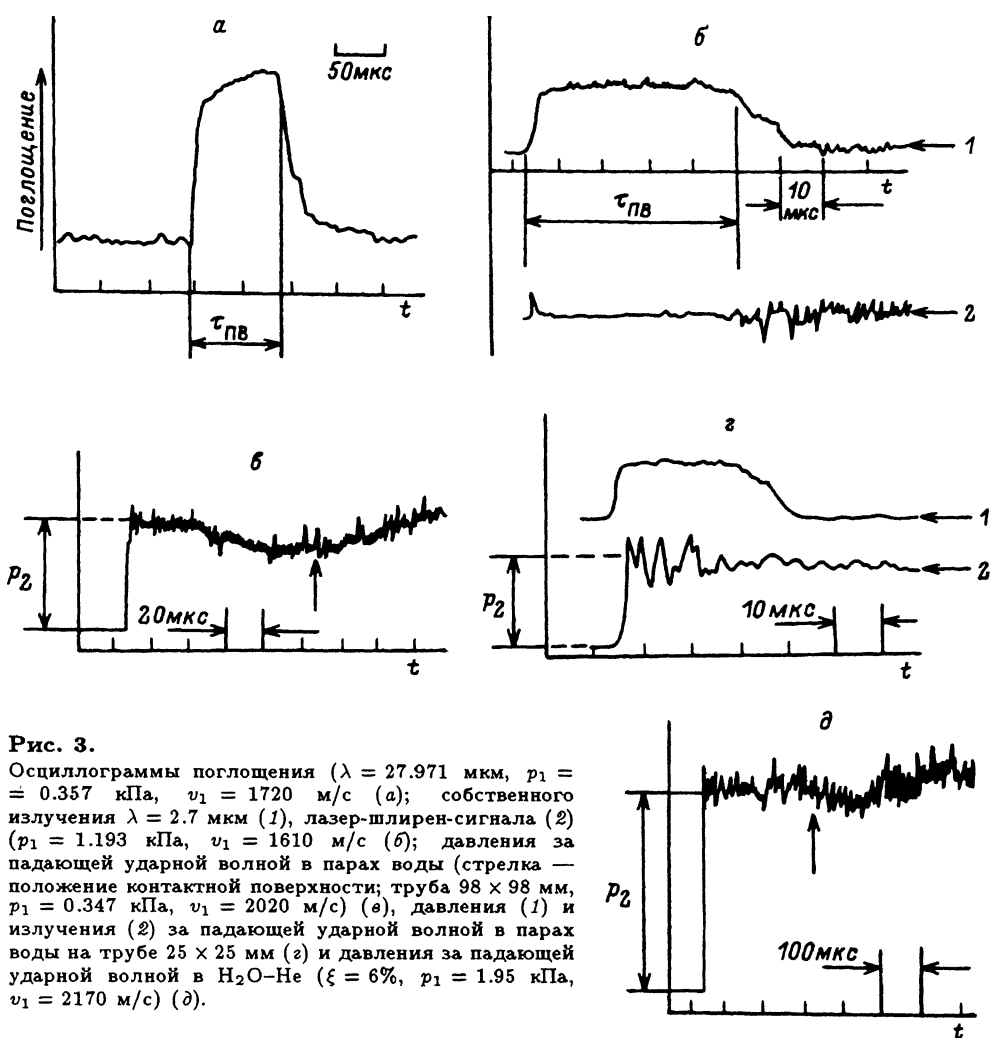 а
50мкс
Поглощение
t
τпв
б
1
t
10
мкс
τпв
2
в
p2
20мкс
t
г
1
2
p2
10мкс
t
д
p2
100мкс
t
Рис. 3.
Осциллограммы поглощения (λ = 27.971 мкм, p1 =
= 0.357 кПа, v1 = 1720 м/с (а); собственного
излучения λ = 2.7 мкм (1), лазер-шлирен-сигнала (2)
(p1 = 1.193 кПа, v1 = 1610 м/с (б); давления за
падающей ударной волной в парах воды (стрелка —
положение контактной поверхности; труба 98 × 98 мм,
p1 = 0.347 кПа, v1 = 2020 м/с) (в), давления (1) и
излучения (2) за падающей ударной волной в парах
воды на трубе 25 × 25 мм (г) и давления за падающей
ударной волной в H2O–He (ξ = 6%, p1 = 1.95 кПа,
v1 = 2170 м/с) (д).